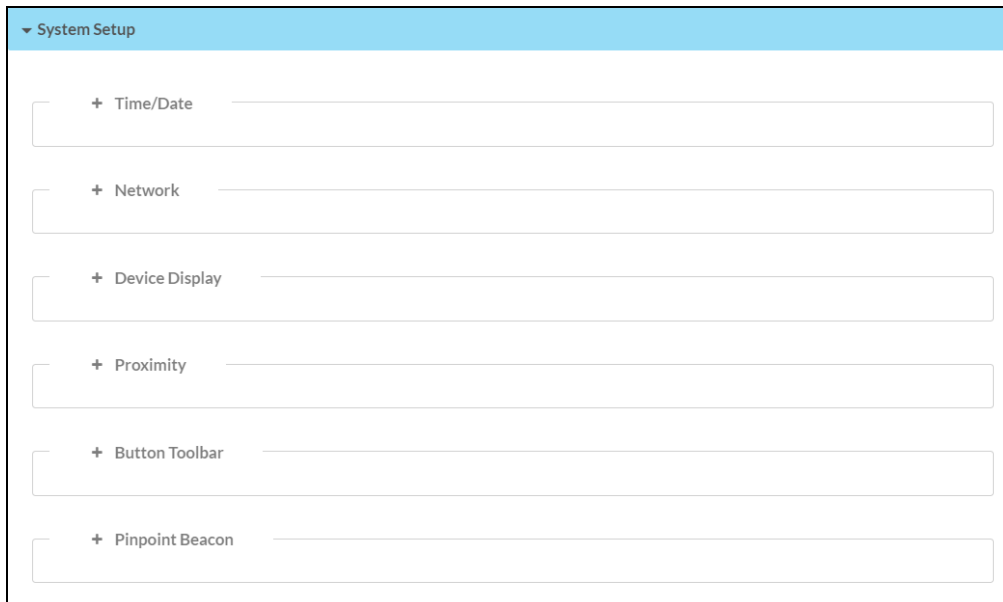 System Setup
+ Time/Date
+ Network
+ Device Display
+ Proximity
+ Button Toolbar
+ Pinpoint Beacon